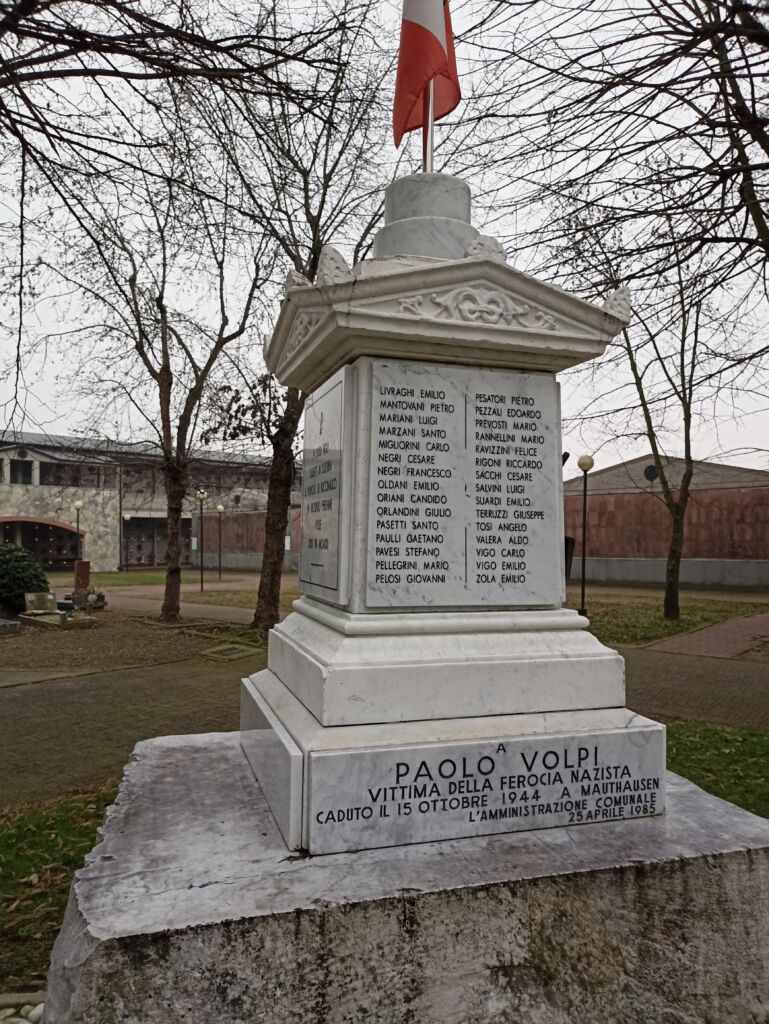 LIVRAGHI EMILIO
MANTOVANI PIETRO
MARIANI LUIGI
MARZANI SANTO
MIGLIORINI CARLO
NEGRI CESARE
NEGRI FRANCESCO
OLDANI EMILIO
ORIANI CANDIDO
ORLANDINI GIULIO
PASETTI SANTO
PAULLI GAETANO
PAVESI STEFANO
PELLEGRINI MARIO
PELOSI GIOVANNI
PESATORI PIETRO
PEZZALI EDOARDO
PREVOSTI MARIO
RANNELLINI MARIO
RAVIZZINI FELICE
RIGONI RICCARDO
SACCHI CESARE
SALVINI LUIGI
SUARDI EMILIO
TERRUZZI GIUSEPPE
TOSI ANGELO
VALERA ALDO
VIGO CARLO
VIGO EMILIO
ZOLA EMILIO
A
PAOLO VOLPI
VITTIMA DELLA FEROCIA NAZISTA
CADUTO IL 15 OTTOBRE 1944 A MAUTHAUSEN
L'AMMINISTRAZIONE COMUNALE
25 APRILE 1985